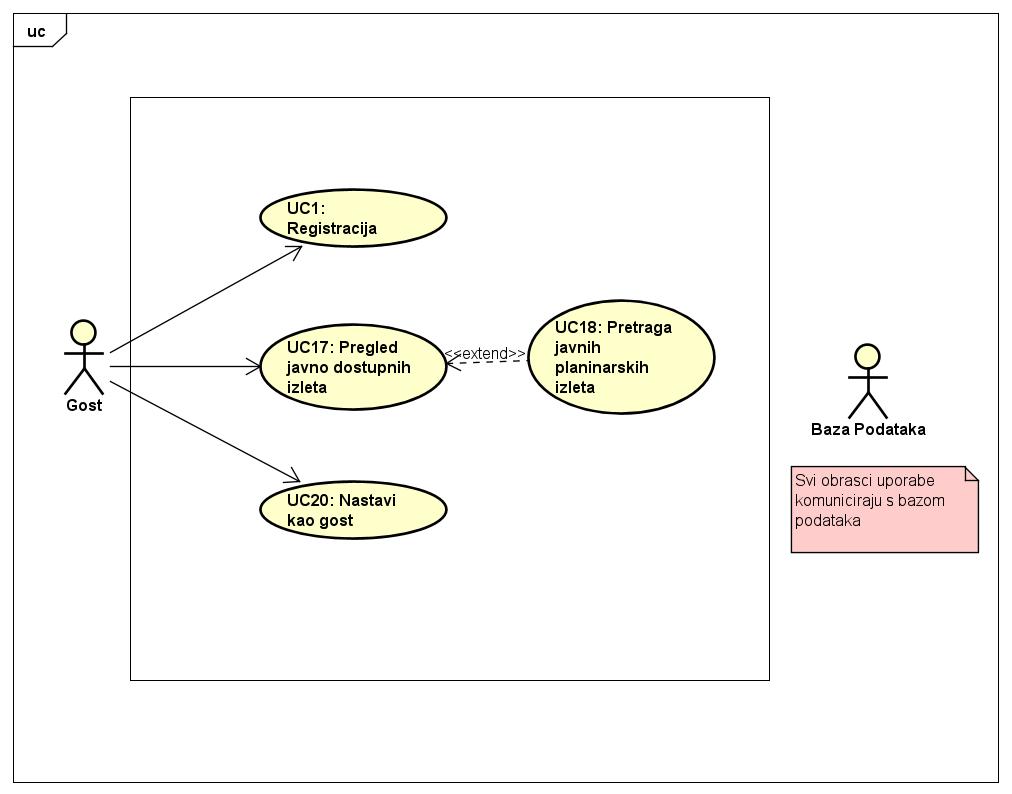 uc
UC1:
Registracija
UC17: Pregled
javno dostupnih
izleta
<<extend>>
UC18: Pretraga
javnih
planinarskih
izleta
Gost
UC20: Nastavi
kao gost
Baza Podataka
Svi obrasci uporabe
komuniciraju s bazom
podataka